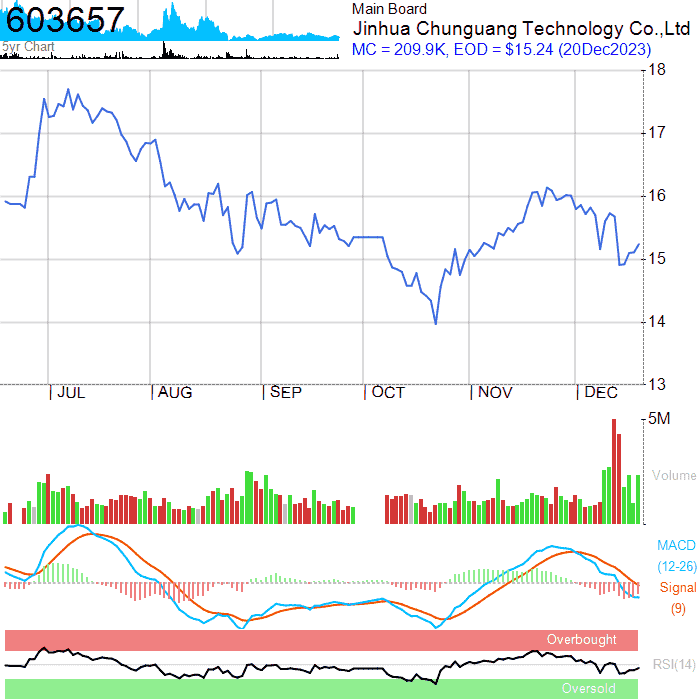 603657
5yr Chart
Main Board
Jinhua Chunguang Technology Co.,Ltd
MC = 209.9K, EOD = $15.24 (20Dec2023)
18
17
16
15
14
13
JUL AUG SEP OCT NOV DEC
5M
Volume
MACD
(12-26)
Signal
(9)
Overbought
RSI(14)
Oversold